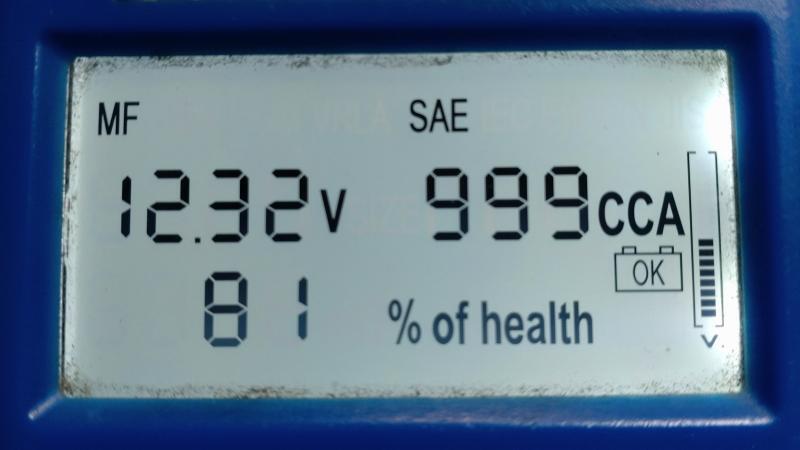 MF SAE
12.32V 999CCA
OK
81 % of health